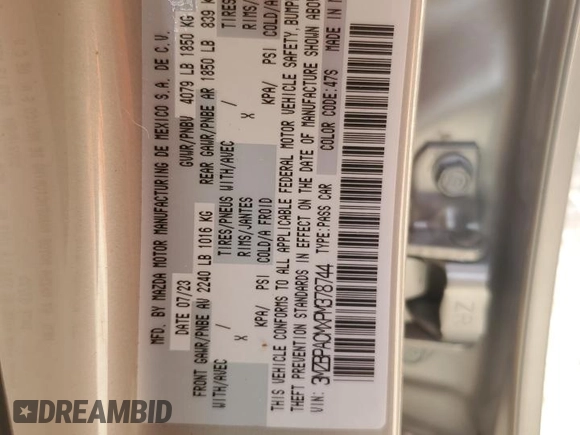 MFD. BY MAZDA MOTOR MANUFACTURING DE MEXICO S.A. DE C.V.
DATE 07/23 GVWR/PNBV 4079 LB 1850 KG
FRONT GAWR/PNBE AV 2240 LB 1016 KG REAR GAWR/PNBE AR 1850 LB 839 K
WITH/AVEC TIRES/PNEUS WITH/AVEC TIRES/
/ RIMS/JANTES / RIMS/J
X KPA/ PSI COLD/A FROID X KPA/ PSI COLD/A
THIS VEHICLE CONFORMS TO ALL APPLICABLE FEDERAL MOTOR VEHICLE SAFETY, BUMP
THEFT PREVENTION STANDARDS IN EFFECT ON THE DATE OF MANUFACTURE SHOWN ABOV
VIN: 3MZBPACMXPM378744 TYPE:PASS CAR COLOR CODE:47S MADE IN
DREAMBID